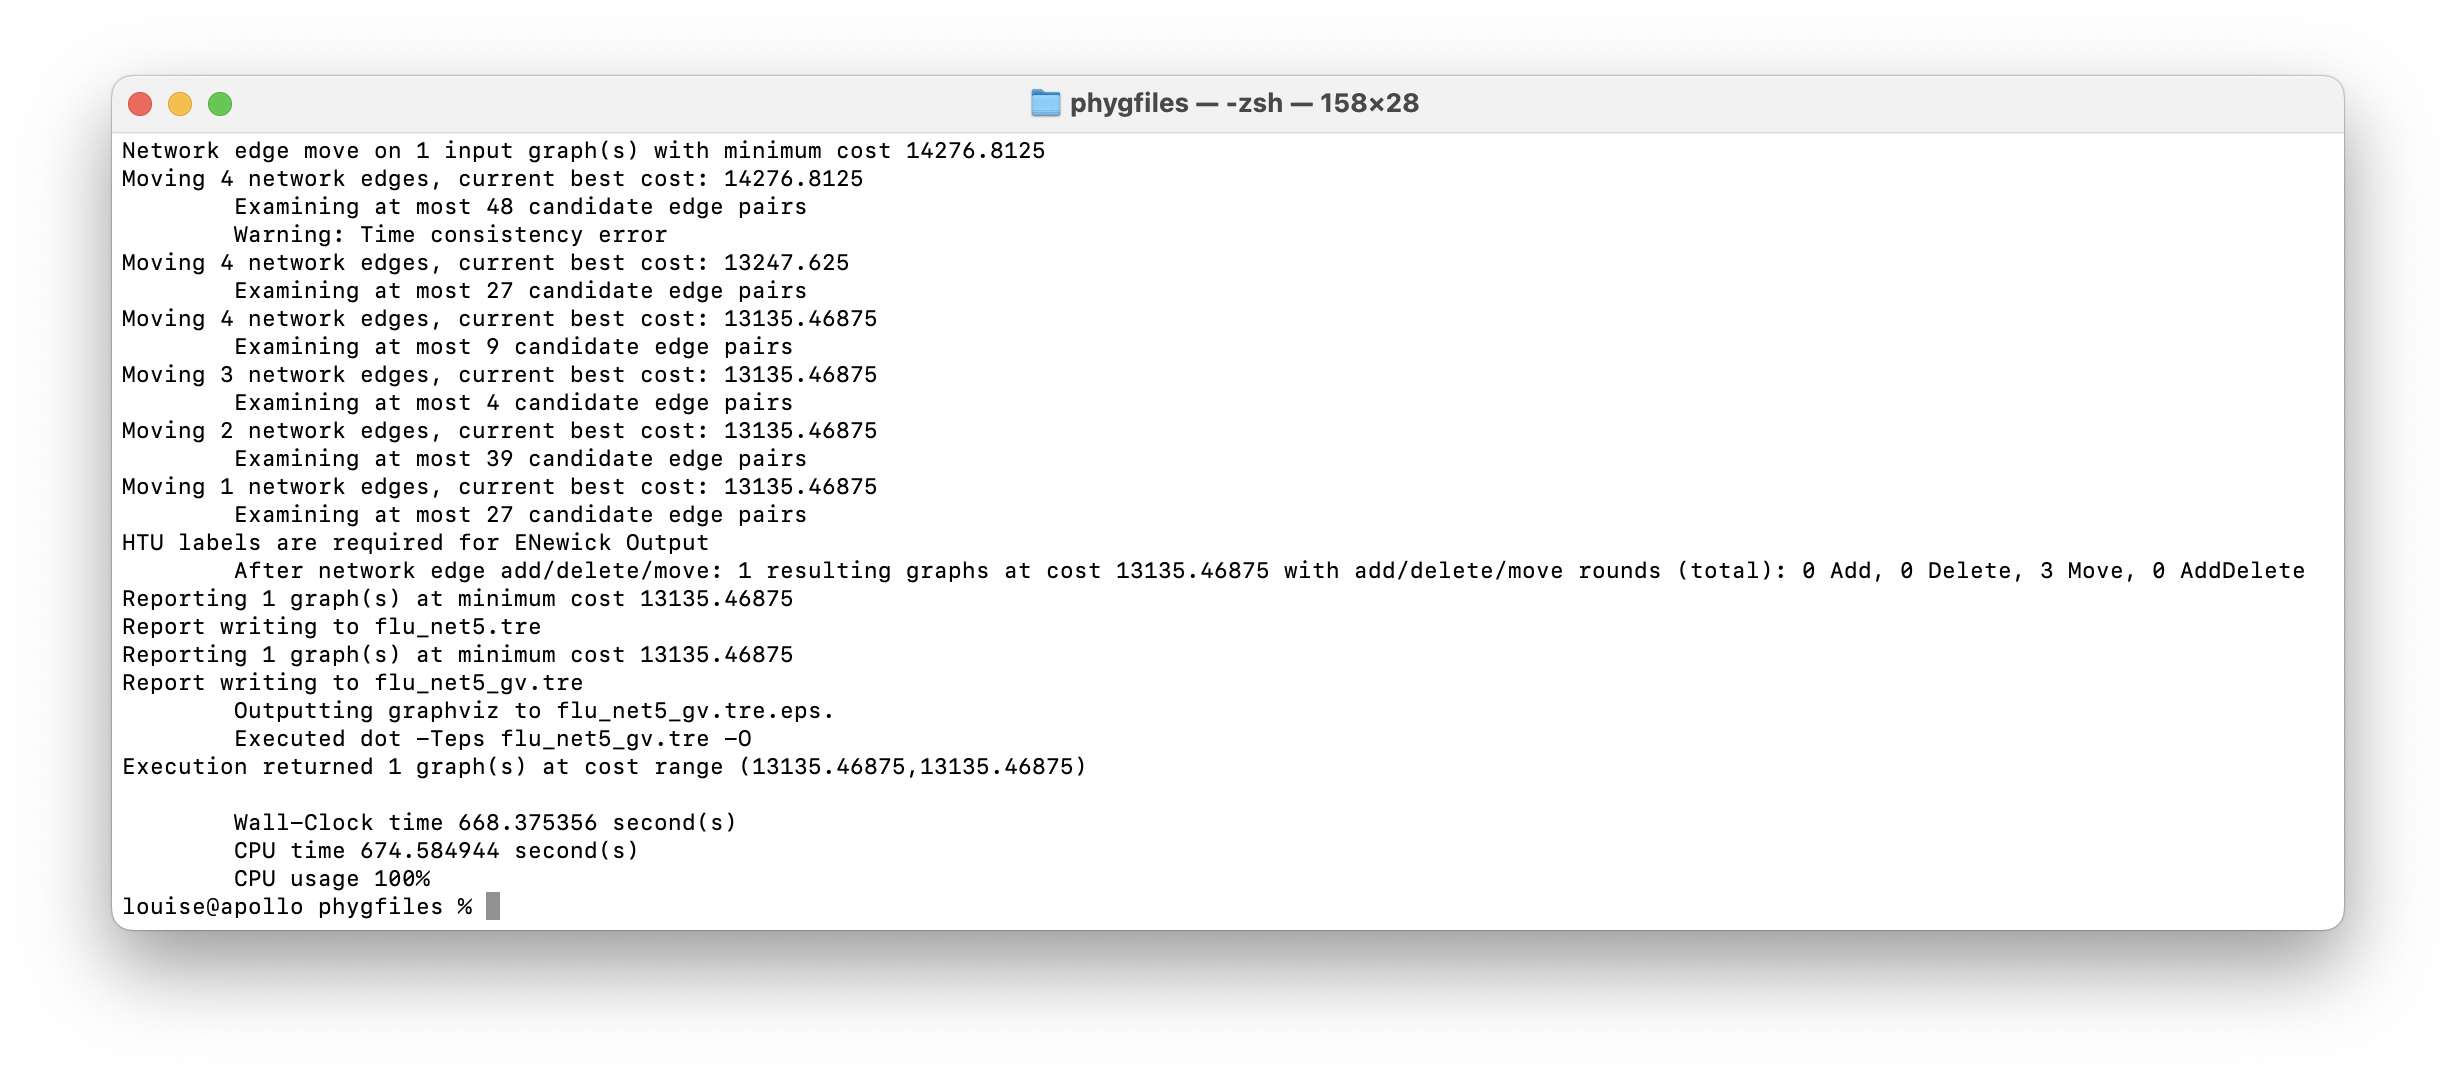 phygfiles — -zsh — 158×28
Network edge move on 1 input graph(s) with minimum cost 14276.8125
Moving 4 network edges, current best cost: 14276.8125
Examining at most 48 candidate edge pairs
Warning: Time consistency error
Moving 4 network edges, current best cost: 13247.625
Examining at most 27 candidate edge pairs
Moving 4 network edges, current best cost: 13135.46875
Examining at most 9 candidate edge pairs
Moving 3 network edges, current best cost: 13135.46875
Examining at most 4 candidate edge pairs
Moving 2 network edges, current best cost: 13135.46875
Examining at most 39 candidate edge pairs
Moving 1 network edges, current best cost: 13135.46875
Examining at most 27 candidate edge pairs
HTU labels are required for ENewick Output
After network edge add/delete/move: 1 resulting graphs at cost 13135.46875 with add/delete/move rounds (total): 0 Add, 0 Delete, 3 Move, 0 AddDelete
Reporting 1 graph(s) at minimum cost 13135.46875
Report writing to flu_net5.tre
Reporting 1 graph(s) at minimum cost 13135.46875
Report writing to flu_net5_gv.tre
Outputting graphviz to flu_net5_gv.tre.eps.
Executed dot -Teps flu_net5_gv.tre -O
Execution returned 1 graph(s) at cost range (13135.46875,13135.46875)
Wall-Clock time 668.375356 second(s)
CPU time 674.584944 second(s)
CPU usage 100%
louise@apollo phygfiles %